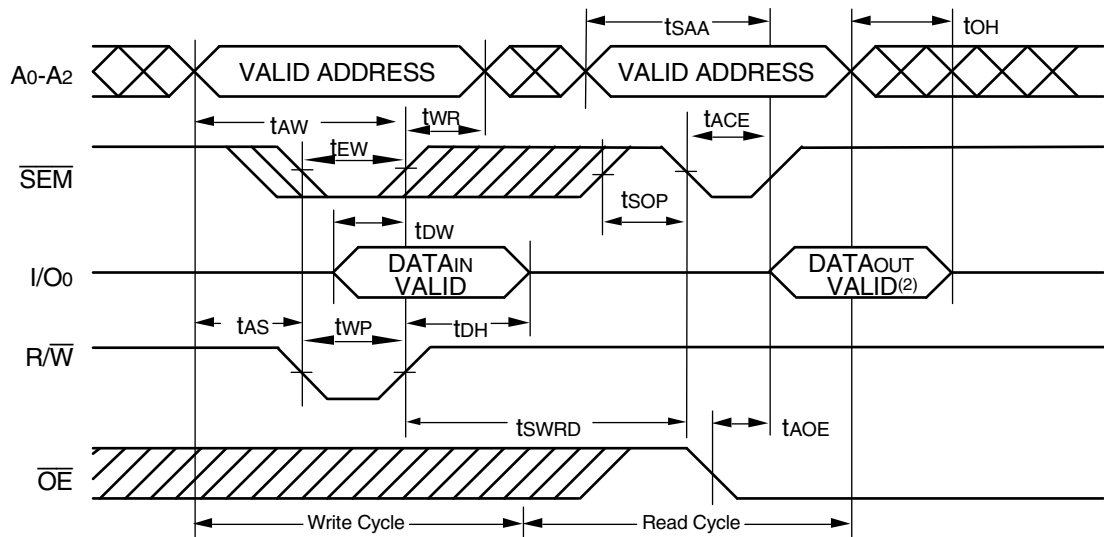 tSAA
tOH
A0-A2
VALID ADDRESS
VALID ADDRESS
tAW
tWR
tACE
tEW
SEM
tSOP
tDW
I/O0
DATAIN
VALID
DATAOUT
VALID(2)
tAS
tWP
tDH
R/W
tSWRD
tAOE
OE
Write Cycle
Read Cycle